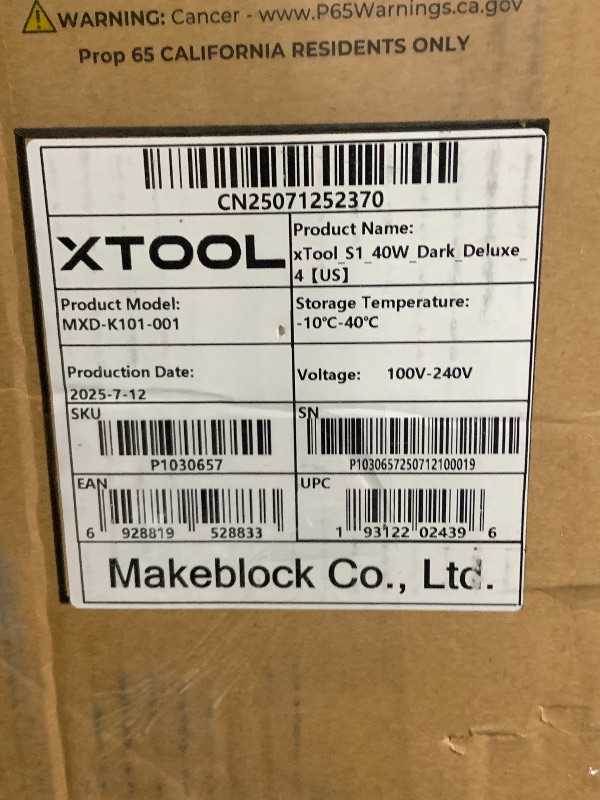 WARNING: Cancer - www.P65Warnings.ca.gov
Prop 65 CALIFORNIA RESIDENTS ONLY
CN25071252370
XTOOL
Product Name:
xTool_S1_40W_Dark_Deluxe_
4【US】
Product Model:
MXD-K101-001
Storage Temperature:
-10℃-40℃
Production Date:
2025-7-12
Voltage: 100V-240V
SKU
P1030657
SN
P1030657250712100019
EAN
6 928819 528833
UPC
1 93122 02439 6
Makeblock Co., Ltd.